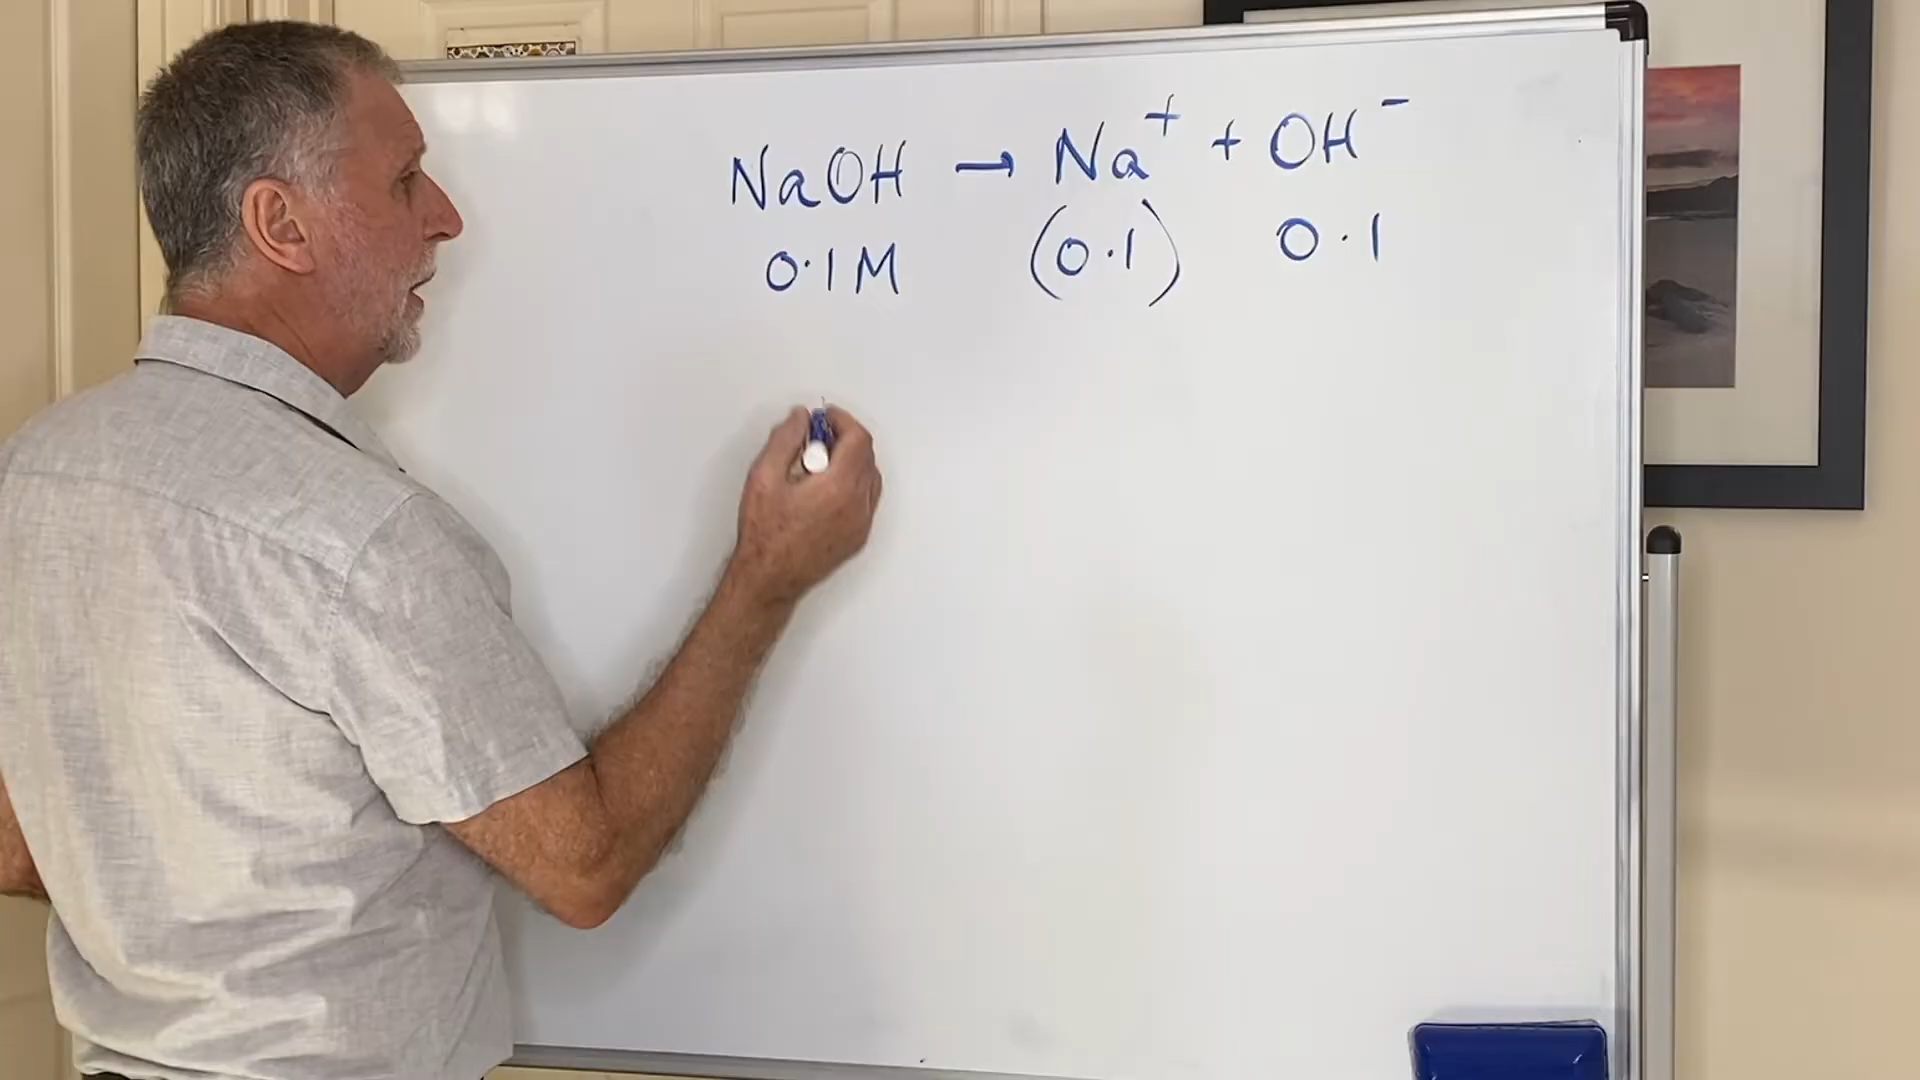 NaOH → Na⁺ + OH⁻
0.1M (0.1) 0.1